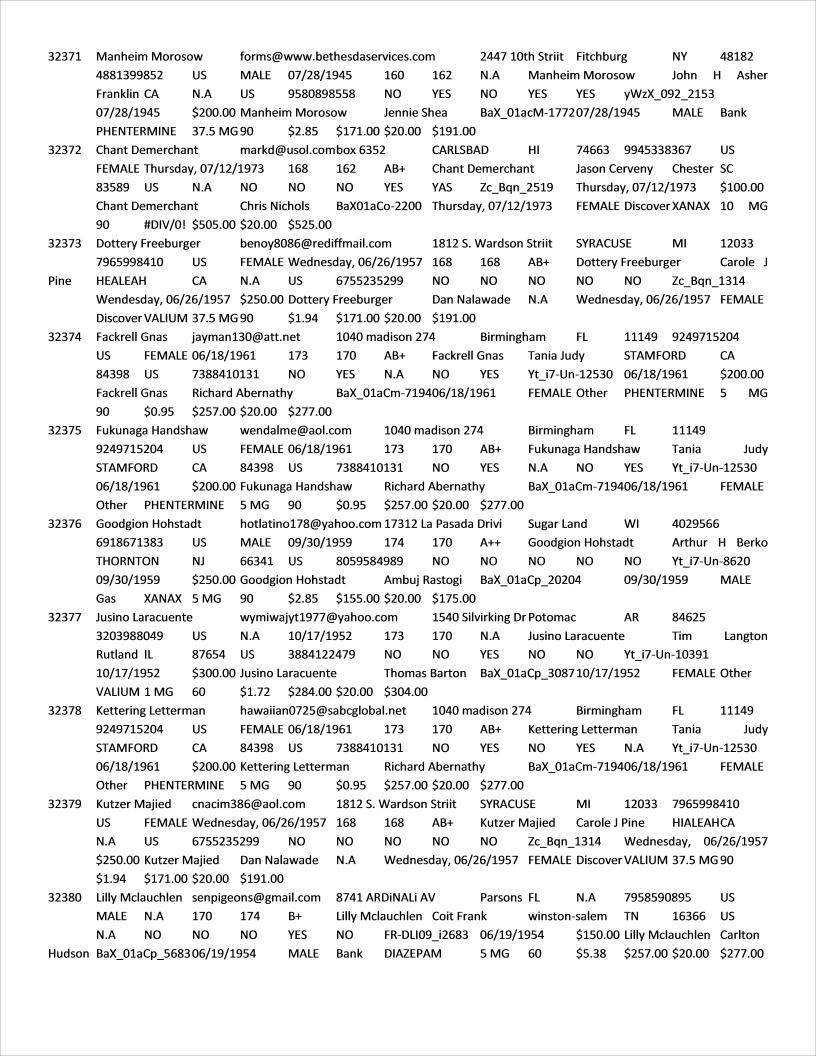 32371 Manheim Morosow forms@www.bethesdaservices.com 2447 10th Striit Fitchburg NY 48182
4881399852 US MALE 07/28/1945 160 162 N.A Manheim Morosow John H Asher
Franklin CA N.A US 9580898558 NO YES NO YES YES yWzX_092_2153
07/28/1945 $200.00 Manheim Morosow Jennie Shea BaX_01acM-177207/28/1945 MALE Bank
PHENTERMINE 37.5 MG 90 $2.85 $171.00 $20.00 $191.00
32372 Chant Demerchant markd@usol.combox 6352 CARLSBAD HI 74663 9945338367 US
FEMALE Thursday, 07/12/1973 168 162 AB+ Chant Demerchant Jason Cerveny Chester SC
83589 US N.A NO NO NO YES YAS Zc_Bqn_2519 Thursday, 07/12/1973 $100.00
Chant Demerchant Chris Nichols BaX01aCo-2200 Thursday, 07/12/1973 FEMALE Discover XANAX 10 MG
90 #DIV/0! $505.00 $20.00 $525.00
32373 Dottery Freeburger benoy8086@rediffmail.com 1812 S. Wardson Striit SYRACUSE MI 12033
7965998410 US FEMALE Wednesday, 06/26/1957 168 168 AB+ Dottery Freeburger Carole J
Pine HEALEAH CA N.A US 6755235299 NO NO NO NO NO Zc_Bqn_1314
Wendesday, 06/26/1957 $250.00 Dottery Freeburger Dan Nalawade N.A Wednesday, 06/26/1957 FEMALE
Discover VALIUM 37.5 MG 90 $1.94 $171.00 $20.00 $191.00
32374 Fackrell Gnas jayman130@att.net 1040 madison 274 Birmingham FL 11149 9249715204
US FEMALE 06/18/1961 173 170 AB+ Fackrell Gnas Tania Judy STAMFORD CA
84398 US 7388410131 NO YES N.A NO YES Yt_i7-Un-12530 06/18/1961 $200.00
Fackrell Gnas Richard Abernathy BaX_01aCm-719406/18/1961 FEMALE Other PHENTERMINE 5 MG
90 $0.95 $257.00 $20.00 $277.00
32375 Fukunaga Handshaw wendalme@aol.com 1040 madison 274 Birmingham FL 11149
9249715204 US FEMALE 06/18/1961 173 170 AB+ Fukunaga Handshaw Tania Judy
STAMFORD CA 84398 US 7388410131 NO YES N.A NO YES Yt_i7-Un-12530
06/18/1961 $200.00 Fukunaga Handshaw Richard Abernathy BaX_01aCm-719406/18/1961 FEMALE
Other PHENTERMINE 5 MG 90 $0.95 $257.00 $20.00 $277.00
32376 Goodgion Hohstadt hotlatino178@yahoo.com 17312 La Pasada Drivi Sugar Land WI 4029566
6918671383 US MALE 09/30/1959 174 170 A++ Goodgion Hohstadt Arthur H Berko
THORNTON NJ 66341 US 8059584989 NO NO NO NO NO Yt_i7-Un-8620
09/30/1959 $250.00 Goodgion Hohstadt Ambuj Rastogi BaX_01aCp_20204 09/30/1959 MALE
Gas XANAX 5 MG 90 $2.85 $155.00 $20.00 $175.00
32377 Jusino Laracuente wymiwajyt1977@yahoo.com 1540 Silvirking Dr Potomac AR 84625
3203988049 US N.A 10/17/1952 173 170 N.A Jusino Laracuente Tim Langton
Rutland IL 87654 US 3884122479 NO NO YES NO NO Yt_i7-Un-10391
10/17/1952 $300.00 Jusino Laracuente Thomas Barton BaX_01aCp_308710/17/1952 FEMALE Other
VALIUM 1 MG 60 $1.72 $284.00 $20.00 $304.00
32378 Kettering Letterman hawaiian0725@sabcglobal.net 1040 madison 274 Birmingham FL 11149
9249715204 US FEMALE 06/18/1961 173 170 AB+ Kettering Letterman Tania Judy
STAMFORD CA 84398 US 7388410131 NO YES NO YES N.A Yt_i7-Un-12530
06/18/1961 $200.00 Kettering Letterman Richard Abernathy BaX_01aCm-719406/18/1961 FEMALE
Other PHENTERMINE 5 MG 90 $0.95 $257.00 $20.00 $277.00
32379 Kutzer Majied cnacim386@aol.com 1812 S. Wardson Striit SYRACUSE MI 12033 7965998410
US FEMALE Wednesday, 06/26/1957 168 168 AB+ Kutzer Majied Carole J Pine HIALEAHCA
N.A US 6755235299 NO NO NO NO NO Zc_Bqn_1314 Wednesday, 06/26/1957
$250.00 Kutzer Majied Dan Nalawade N.A Wednesday, 06/26/1957 FEMALE Discover VALIUM 37.5 MG 90
$1.94 $171.00 $20.00 $191.00
32380 Lilly Mclauchlen senpigeons@gmail.com 8741 ARDiNALi AV Parsons FL N.A 7958590895 US
MALE N.A 170 174 B+ Lilly Mclauchlen Coit Frank winston-salem TN 16366 US
N.A NO NO NO YES NO FR-DLI09_i2683 06/19/1954 $150.00 Lilly Mclauchlen Carlton
Hudson BaX_01aCp_568306/19/1954 MALE Bank DIAZEPAM 5 MG 60 $5.38 $257.00 $20.00 $277.00